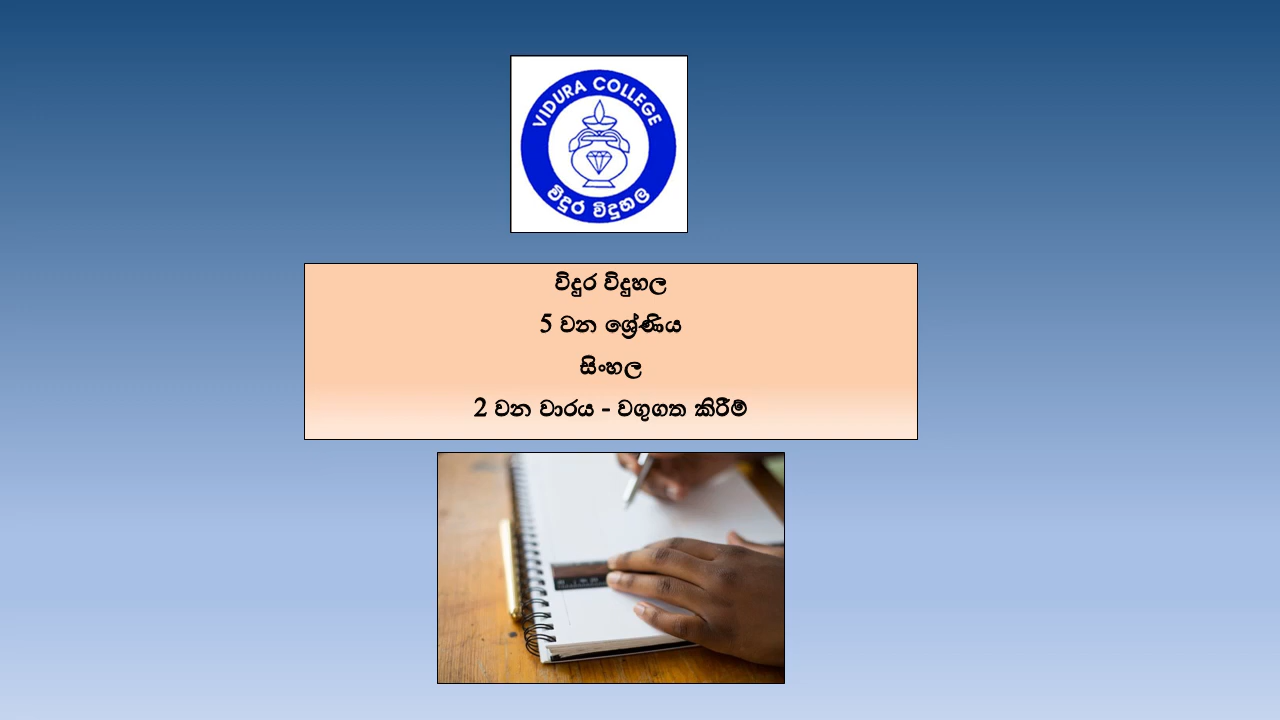 VIDURA COLLEGE
විදුර විදුහල
විදුර විදුහල
5 වන ශ්‍රේණිය
සිංහල
2 වන වාරය - වගුගත කිරීම්